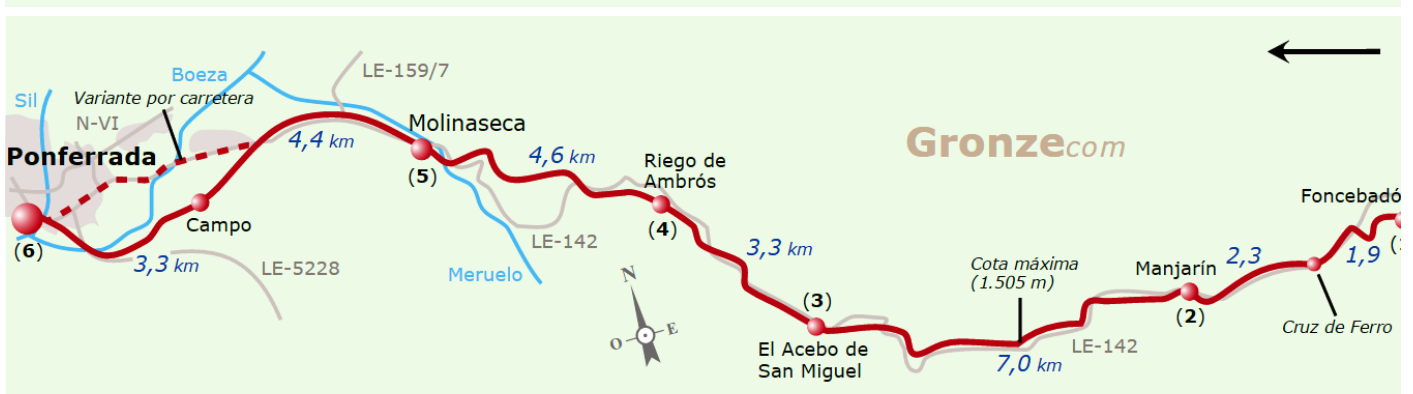 Sil
Boeza
Variante por carretera
N-VI
Ponferrada
(6)
3,3 km
Campo
LE-5228
4,4 km
LE-159/7
Molinaseca
(5)
Meruelo
4,6 km
LE-142
Riego de
Ambrós
(4)
N
O
E
3,3 km
(3)
El Acebo de
San Miguel
Gronze.com
Cota máxima
(1.505 m)
7,0 km
LE-142
Manjarín
(2)
2,3
Cruz de Ferro
1,9
Foncebadó